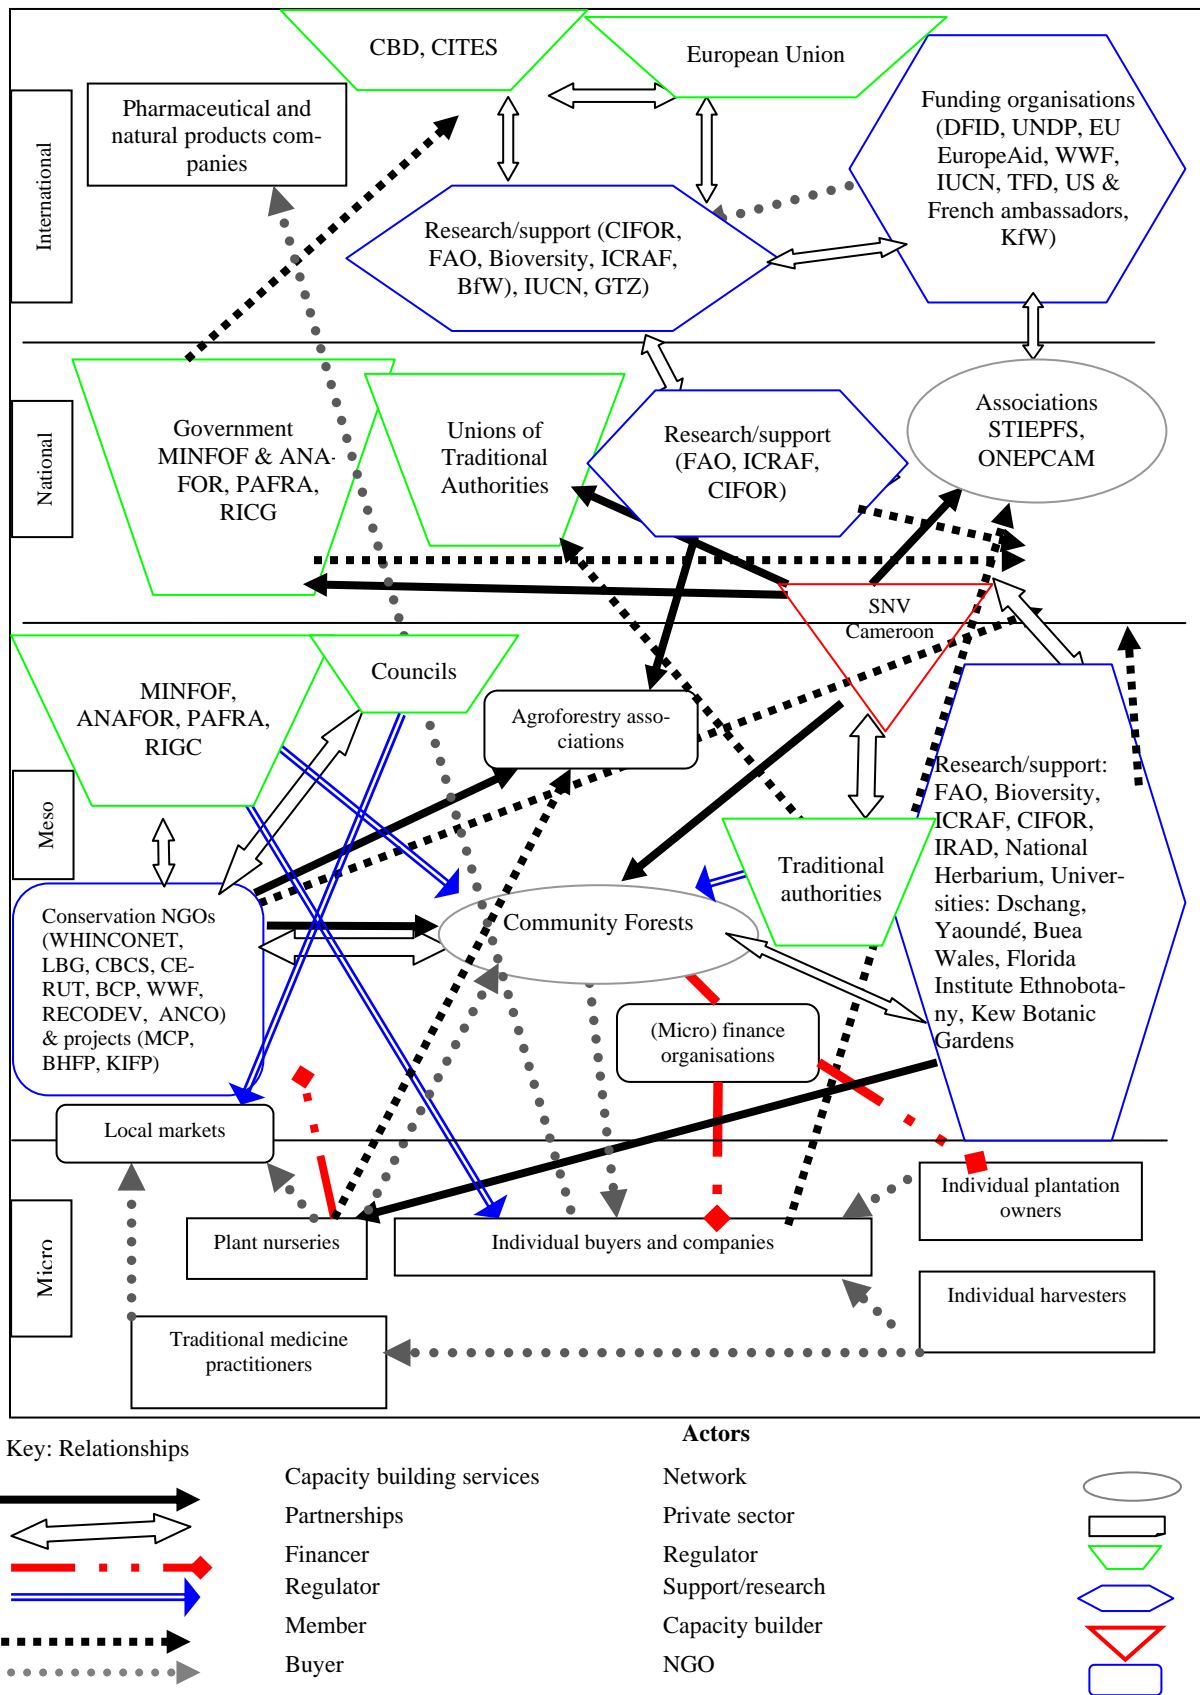 CBD, CITES
European Union
Pharmaceutical and
natural products com-
panies
Funding organisations
(DFID, UNDP, EU
EuropeAid, WWF,
IUCN, TFD, US &
French ambassadors,
KfW)
International
Research/support (CIFOR,
FAO, Bioversity, ICRAF,
BfW), IUCN, GTZ)
National
Government
MINFOF & ANA-
FOR, PAFRA,
RICG
Unions of
Traditional
Authorities
Research/support
(FAO, ICRAF,
CIFOR)
Associations
STIEPFS,
ONEPCAM
SNV
Cameroon
Meso
MINFOF,
ANAFOR, PAFRA,
RIGC
Councils
Agroforestry asso-
ciations
Research/support:
FAO, Bioversity,
ICRAF, CIFOR,
IRAD, National
Herbarium, Univer-
sities: Dschang,
Yaoundé, Buea
Wales, Florida
Institute Ethnobota-
ny, Kew Botanic
Gardens
Traditional
authorities
Conservation NGOs
(WHINCONET,
LBG, CBCS, CE-
RUT, BCP, WWF,
RECODEV, ANCO)
& projects (MCP,
BHFP, KIFP)
Community Forests
(Micro) finance
organisations
Local markets
Micro
Plant nurseries
Individual buyers and companies
Individual plantation
owners
Individual harvesters
Traditional medicine
practitioners
Key: Relationships
Capacity building services
Partnerships
Financer
Regulator
Member
Buyer
Actors
Network
Private sector
Regulator
Support/research
Capacity builder
NGO